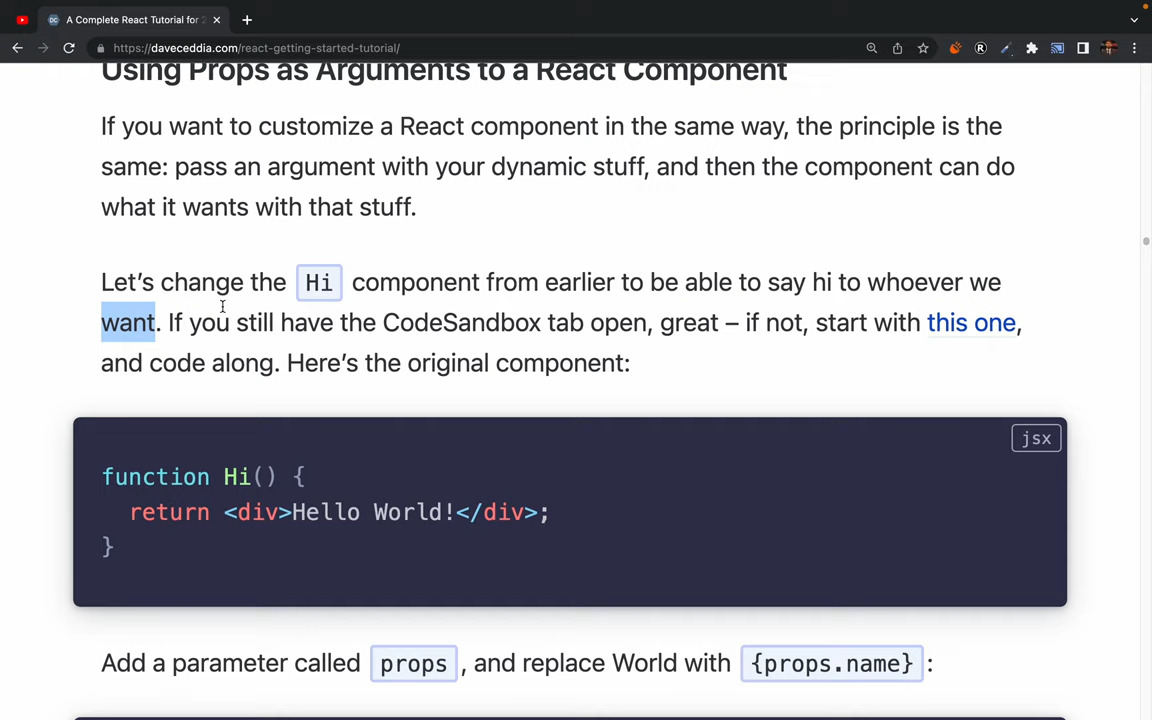 A Complete React Tutorial for 2
https://daveceddia.com/react-getting-started-tutorial/
Using Props as Arguments to a React Component
If you want to customize a React component in the same way, the principle is the
same: pass an argument with your dynamic stuff, and then the component can do
what it wants with that stuff.
Let’s change the Hi component from earlier to be able to say hi to whoever we
want. If you still have the CodeSandbox tab open, great – if not, start with this one,
and code along. Here’s the original component:
jsx
function Hi() {
return <div>Hello World!</div>;
}
Add a parameter called props , and replace World with {props.name} :